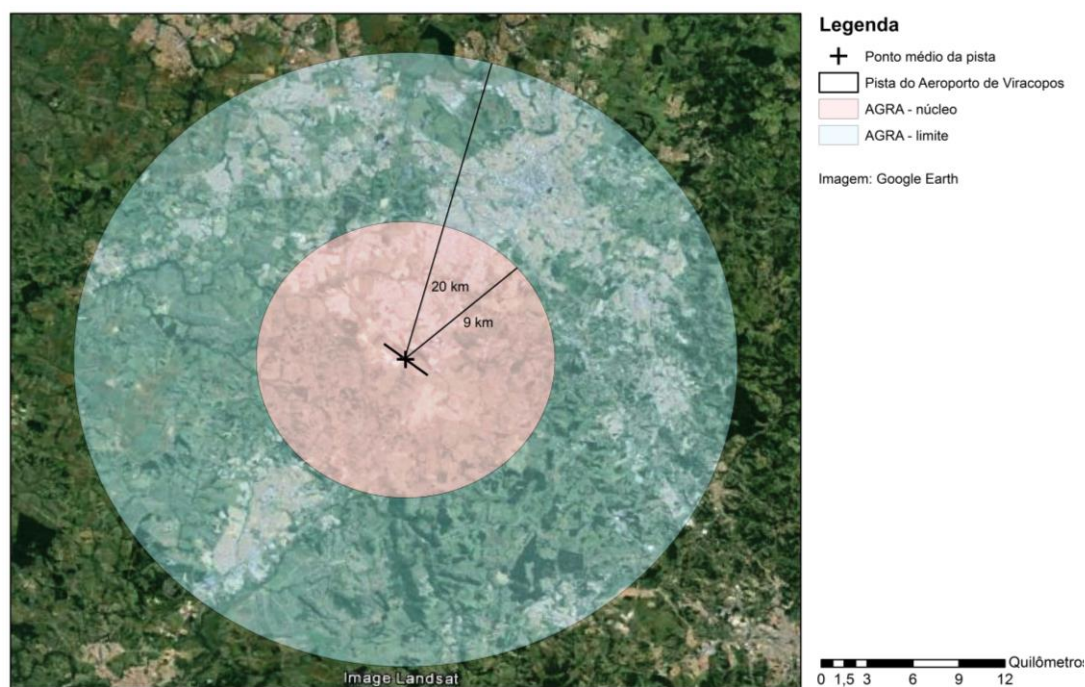 Legenda
Ponto médio da pista
Pista do Aeroporto de Viracopos
AGRA - núcleo
AGRA - limite
Imagem: Google Earth
20 km
9 km
Image Landsat
Quilômetros
0 1,5 3 6 9 12